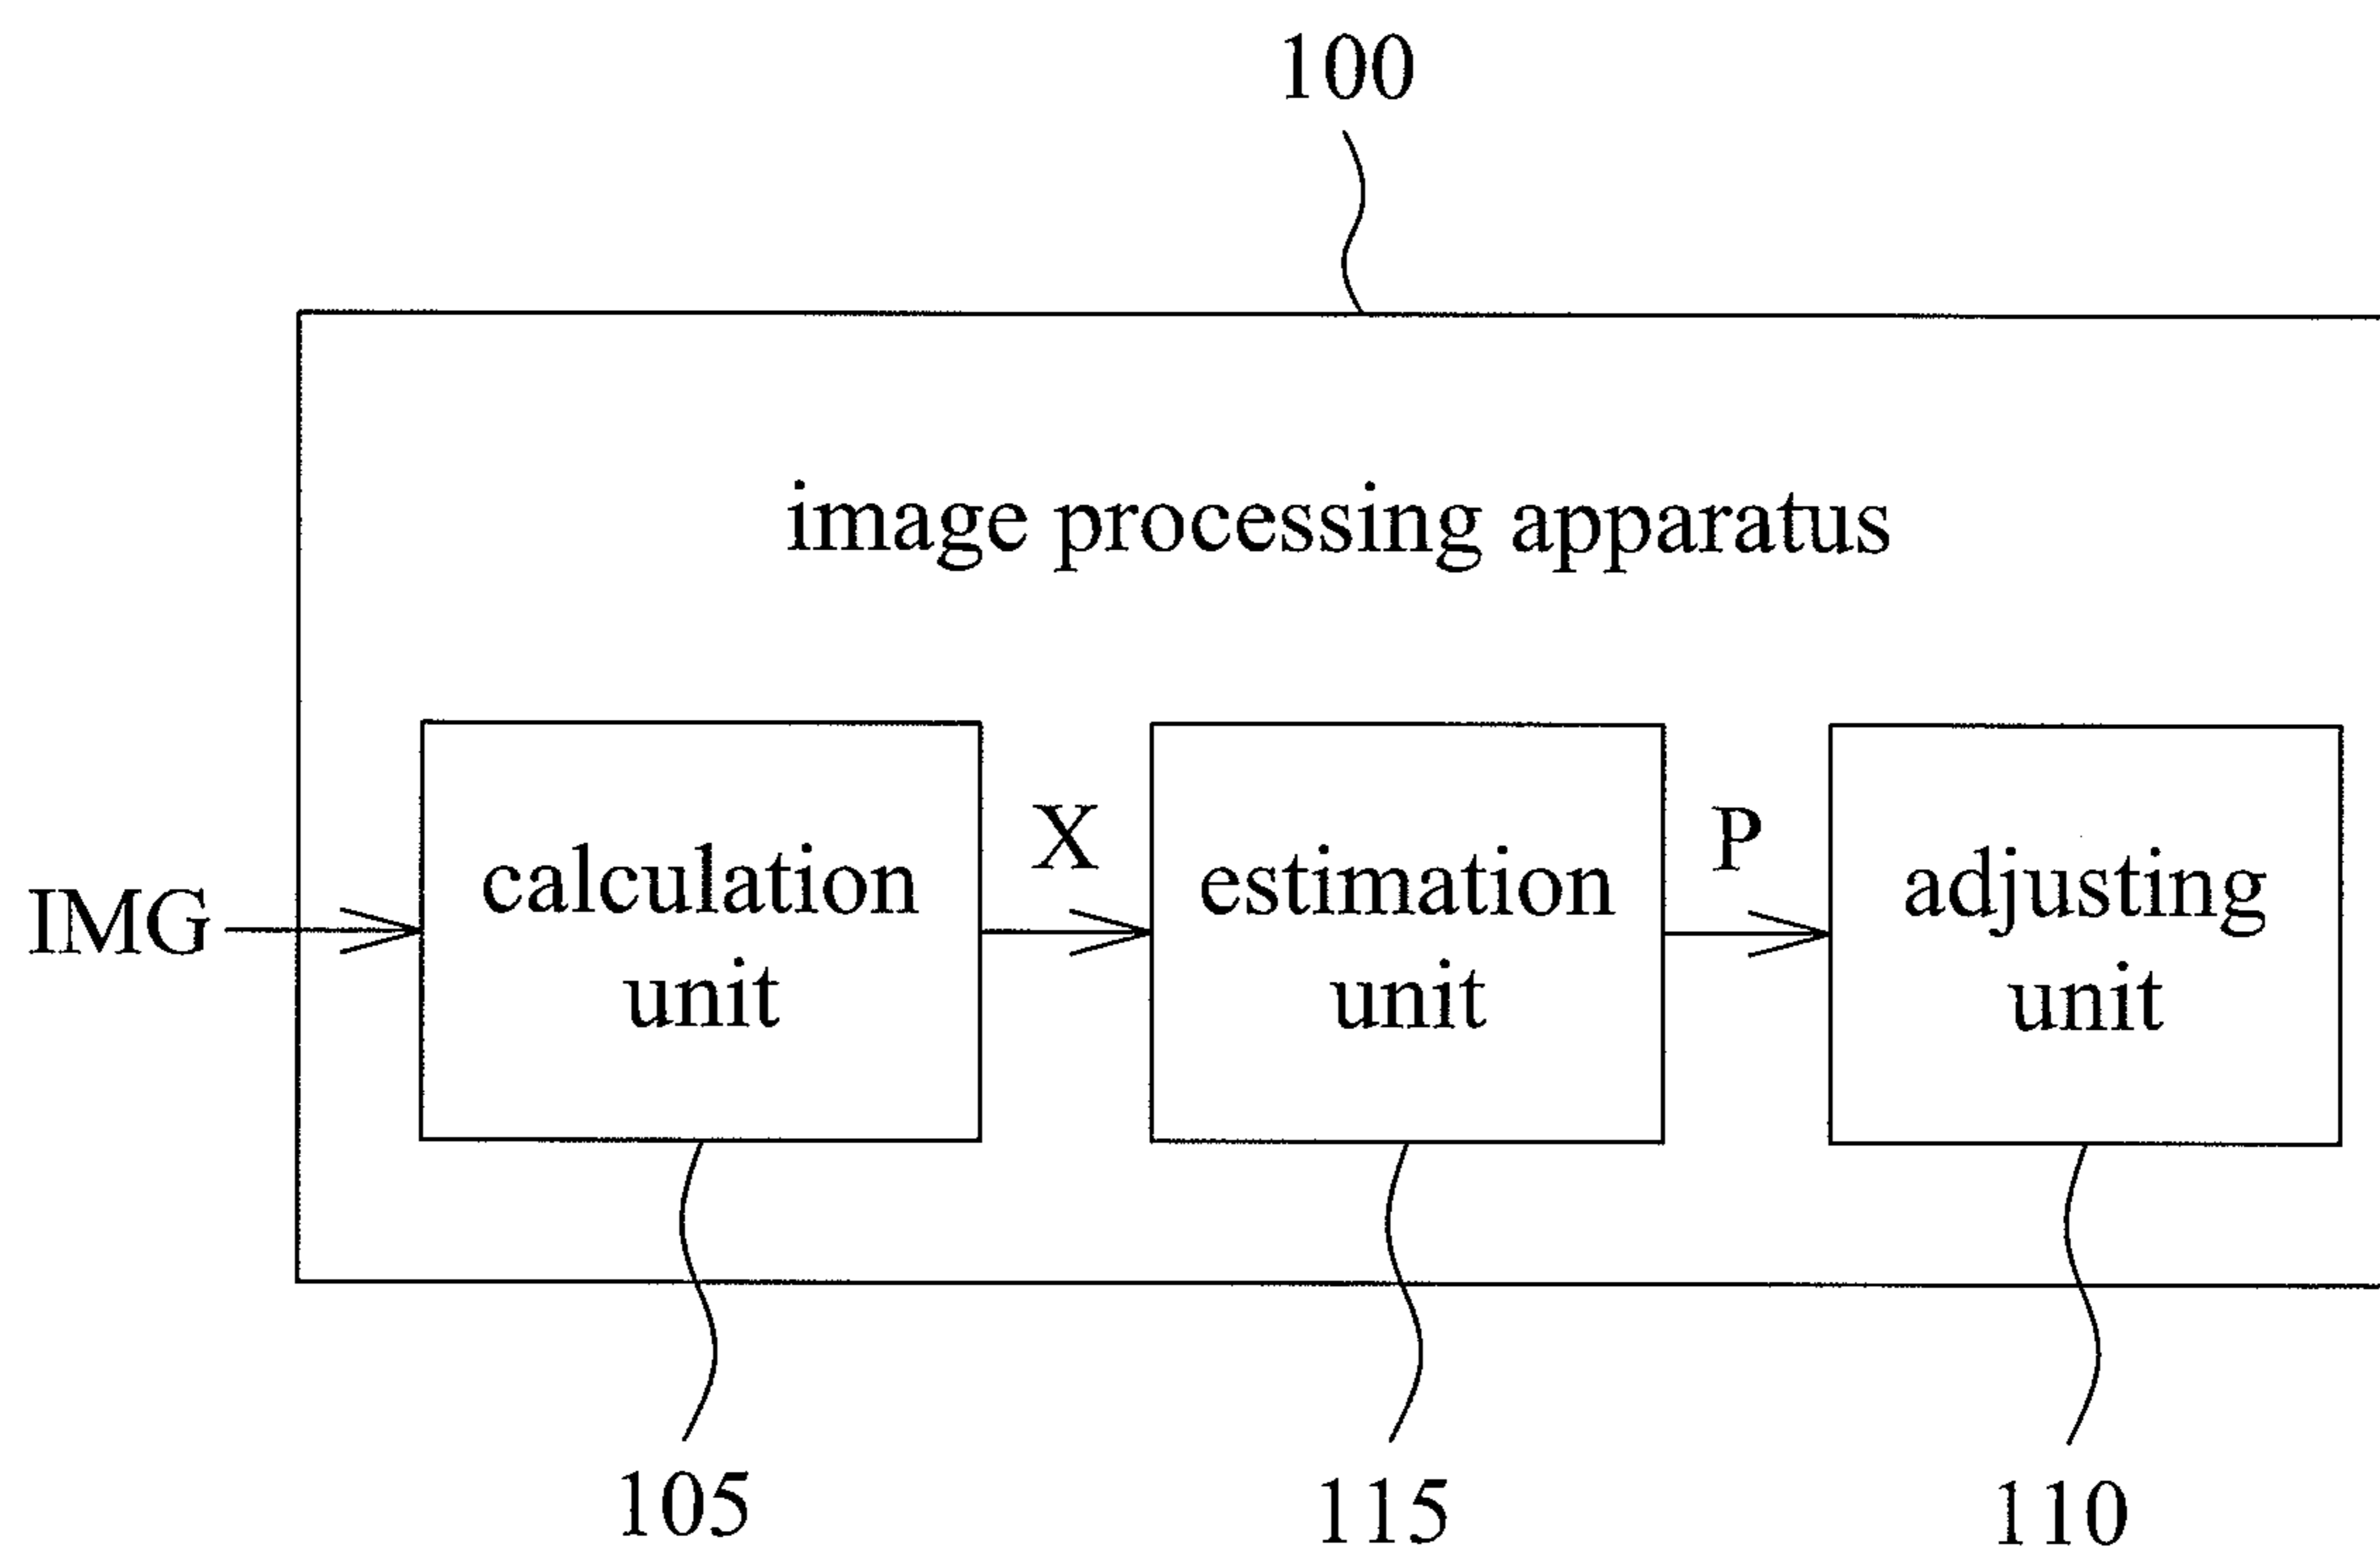 100
image processing apparatus
IMG
calculation
unit
X
estimation
unit
P
adjusting
unit
105
115
110